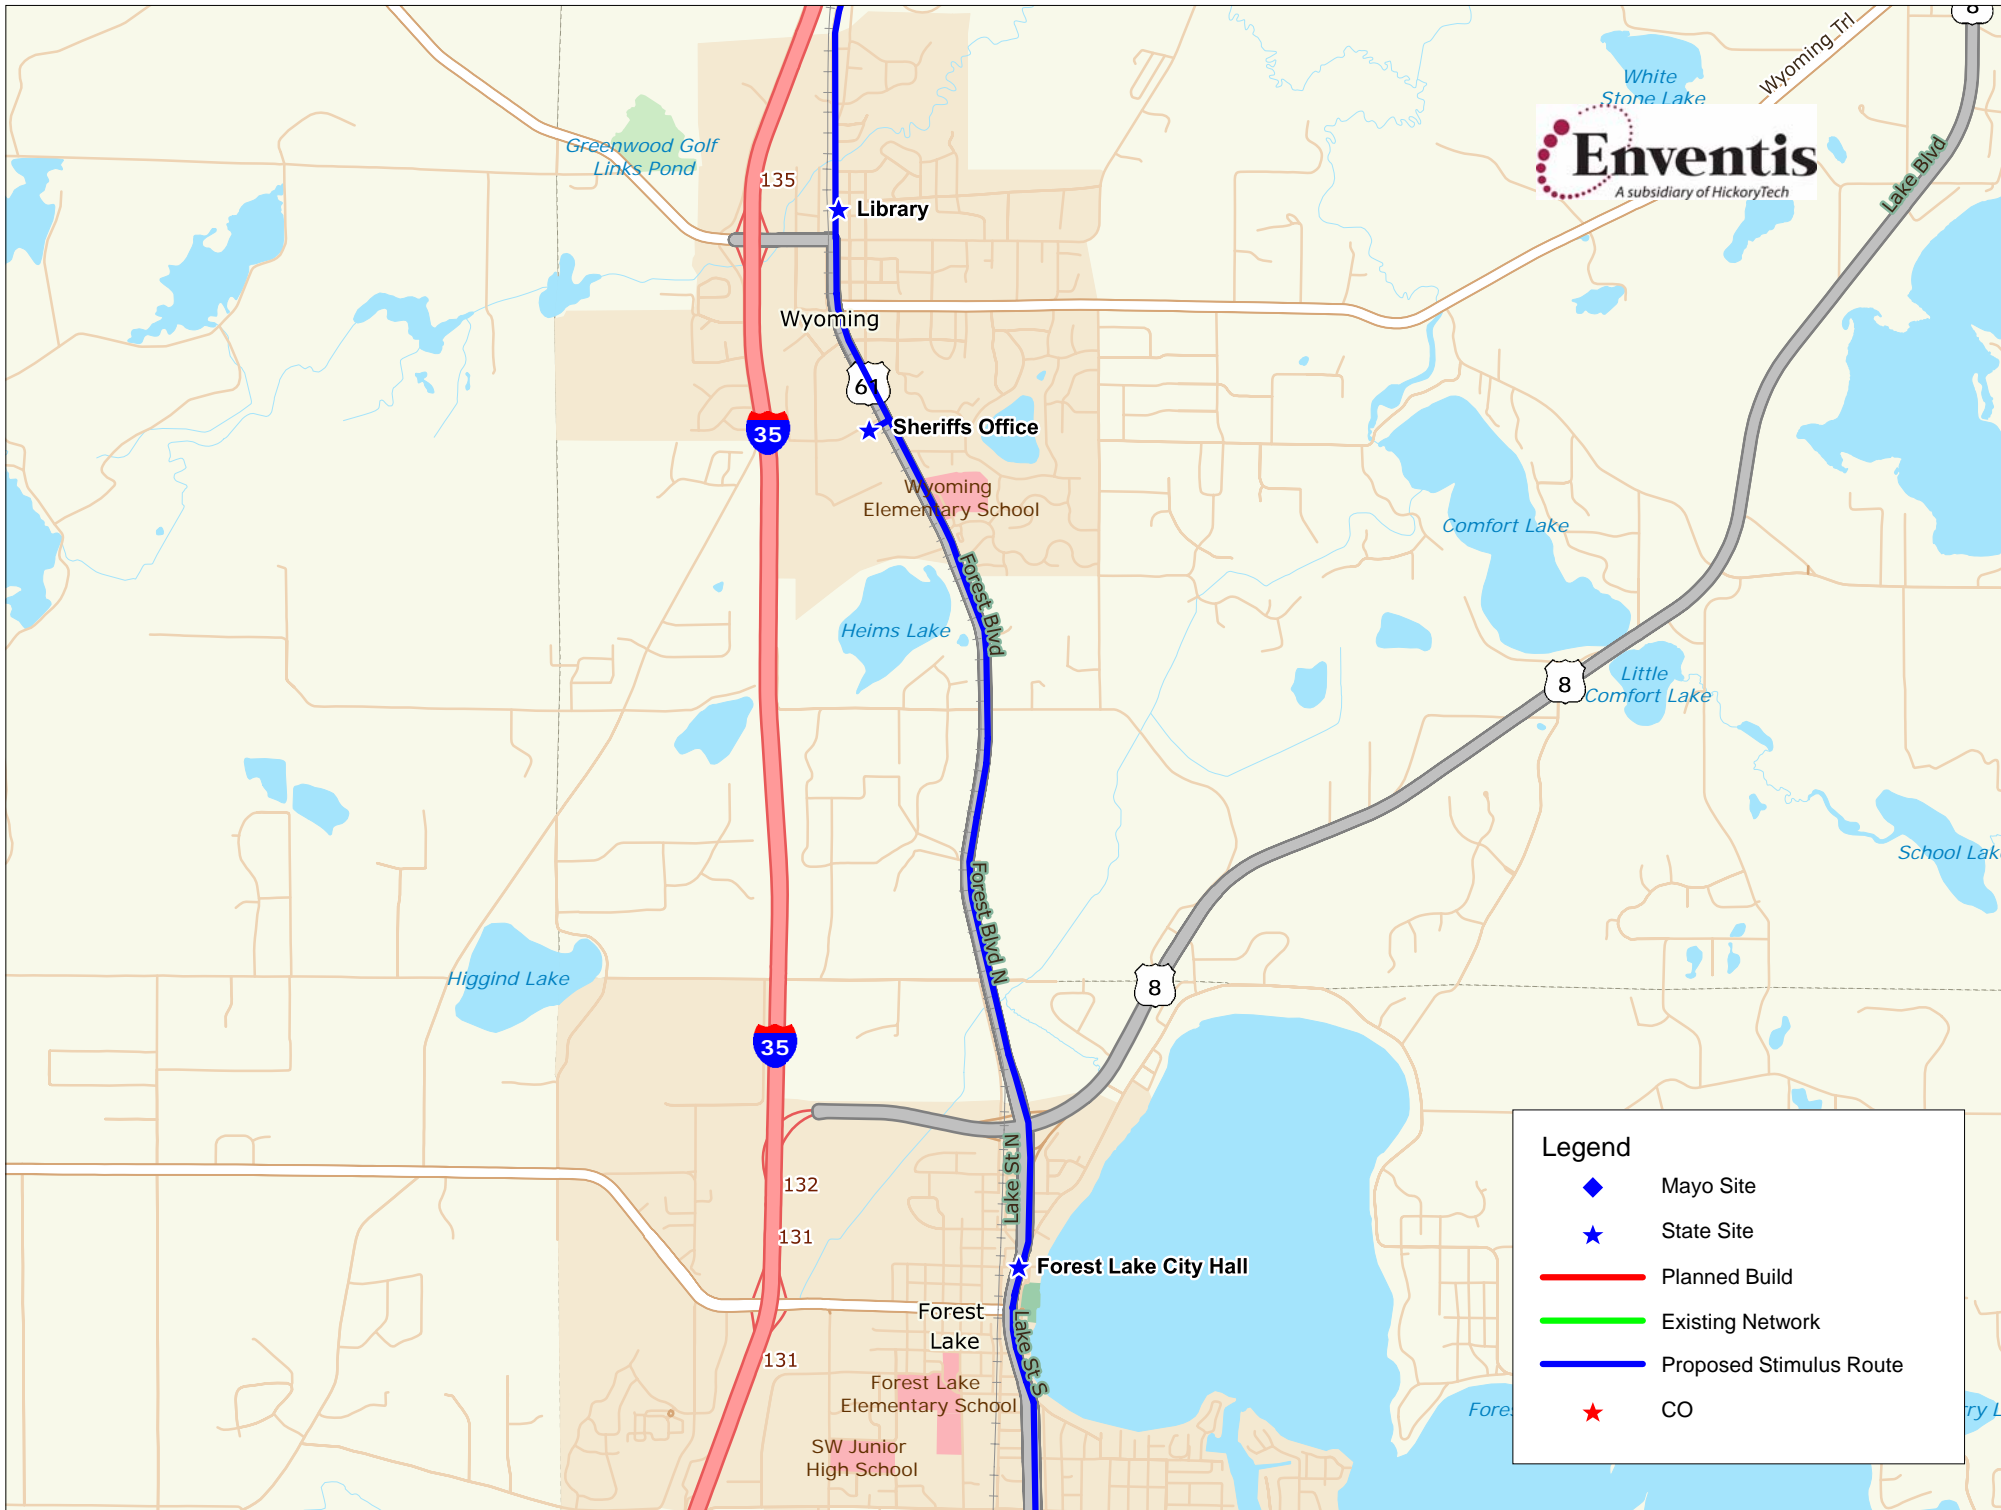 8
Wyoming Trl
White
Stone Lake
Enventis
A subsidiary of HickoryTech
Lake Blvd
Greenwood Golf
Links Pond
135
Library
Wyoming
61
35
Sheriffs Office
Wyoming
Elementary School
Comfort Lake
Forest Blvd
Heims Lake
8
Little
Comfort Lake
School Lak
Forest Blvd N
Higgind Lake
8
35
Lake St N
132
131
Forest Lake City Hall
Forest
Lake
Lake St S
131
Forest Lake
Elementary School
SW Junior
High School
Legend
Mayo Site
State Site
Planned Build
Existing Network
Proposed Stimulus Route
CO
Fores
ry L